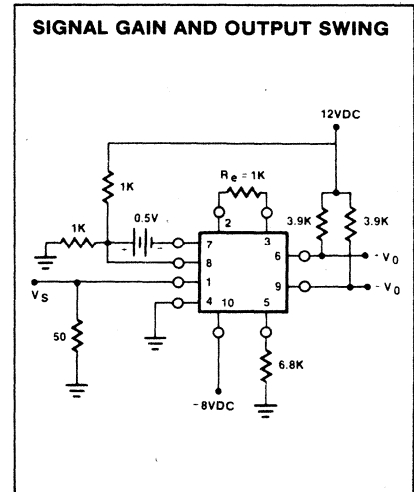 SIGNAL GAIN AND OUTPUT SWING
12VDC
Re = 1K
1K
3.9K
3.9K
1K
0.5V
+
−
2
3
7
6
-V0
8
1
9
-V0
VS
4
10
5
50
6.8K
-8VDC